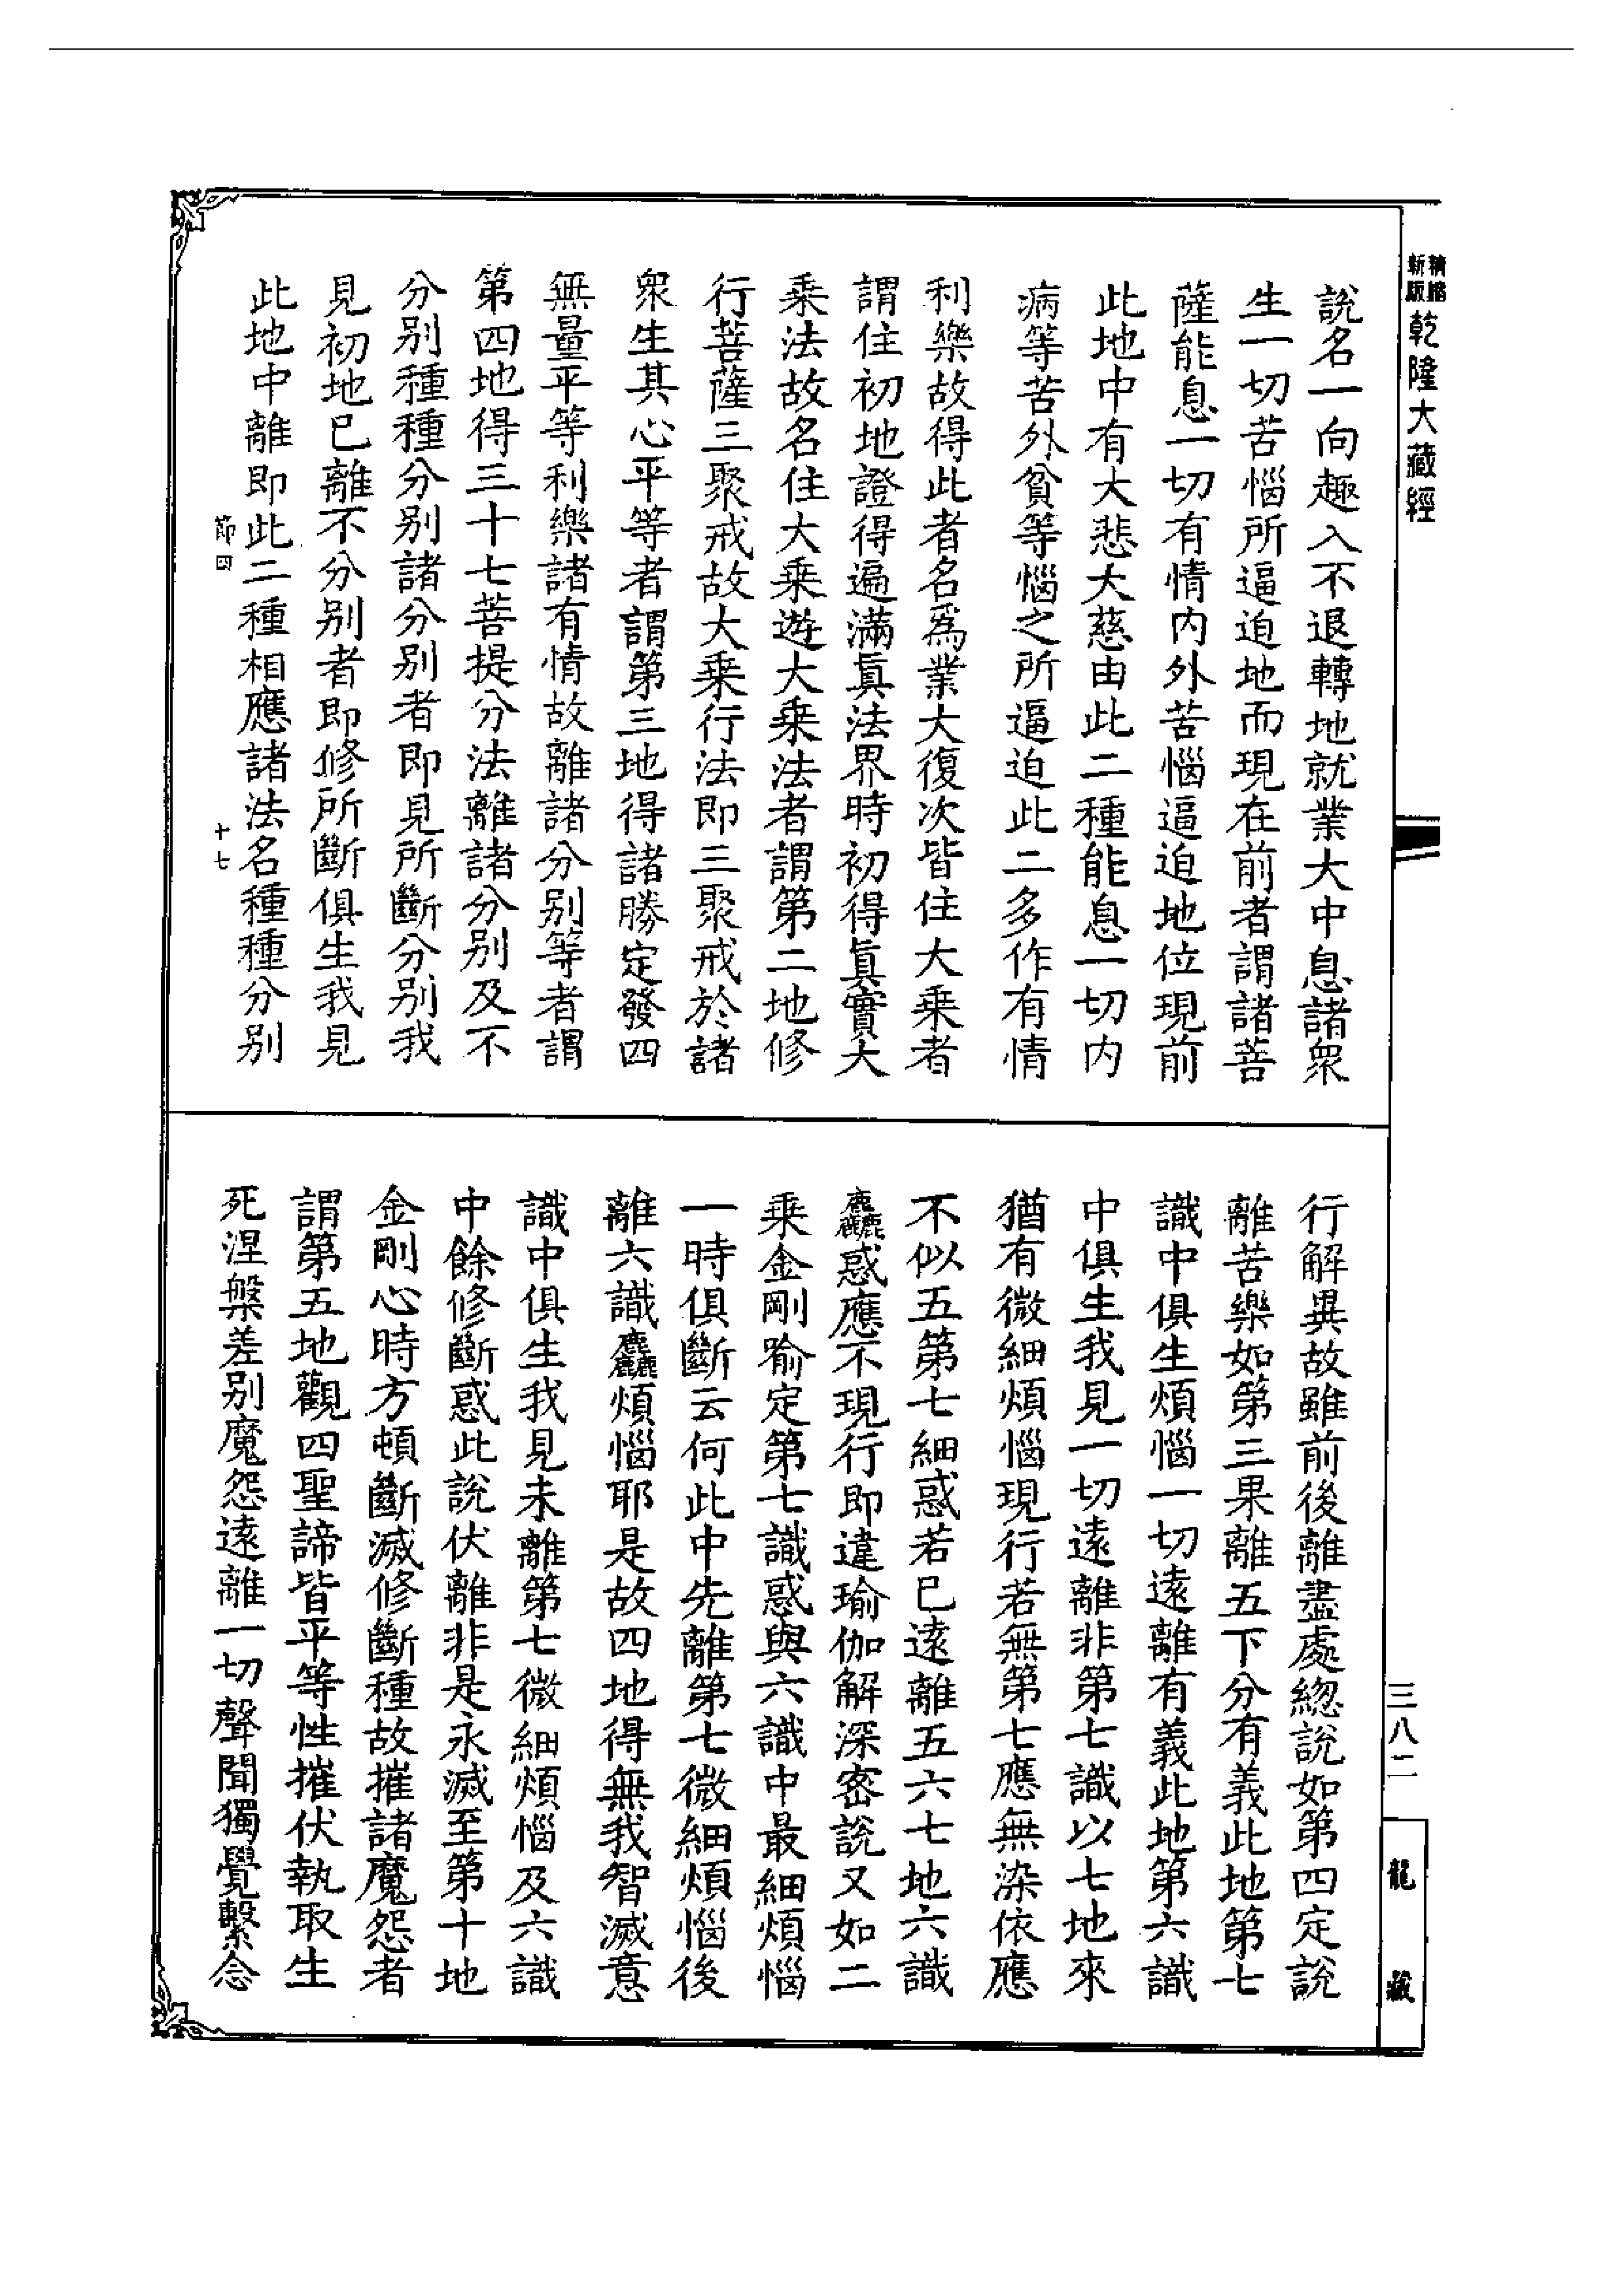 精縮新版乾隆大藏經
說名一向趣入不退轉地就業大中息諸衆
生一切苦惱所逼迫地而現在前者謂諸菩
薩能息一切有情内外苦惱逼迫地位現前
此地中有大悲大慈由此二種能息一切内
病等苦外貧等惱之所逼迫此二多作有情
利樂故得此者名爲業大復次皆住大乘者
謂住初地證得遍滿眞法界時初得眞實大
乘法故名住大乘遊大乘法者謂第二地修
行菩薩三聚戒故大乘行法即三聚戒於諸
衆生其心平等者謂第三地得諸勝定發四
無量平等利樂諸有情故離諸分别等者謂
第四地得三十七菩提分法離諸分别及不
分别種種分别諸分别者即見所斷分别我
見初地已離不分别者即修所斷俱生我見
此地中離即此二種相應諸法名種種分别
節四
十七
行解異故雖前後離盡處緫說如第四定說
離苦樂如第三果離五下分有義此地第七
識中俱生煩惱一切遠離有義此地第六識
中俱生我見一切遠離非第七識以七地來
猶有微細煩惱現行若無第七應無染依應
不似五第七細惑若已遠離五六七地六識
麤惑應不現行即違瑜伽解深密說又如二
乘金剛喻定第七識惑與六識中最細煩惱
一時俱斷云何此中先離第七微細煩惱後
離六識麤煩惱耶是故四地得無我智滅意
識中俱生我見未離第七微細煩惱及六識
中餘修斷惑此說伏離非是永滅至第十地
金剛心時方頓斷滅修斷種故摧諸魔怨者
謂第五地觀四聖諦皆平等性摧伏執取生
死涅槃差别魔怨遠離一切聲聞獨覺繫念
三八二
龍藏